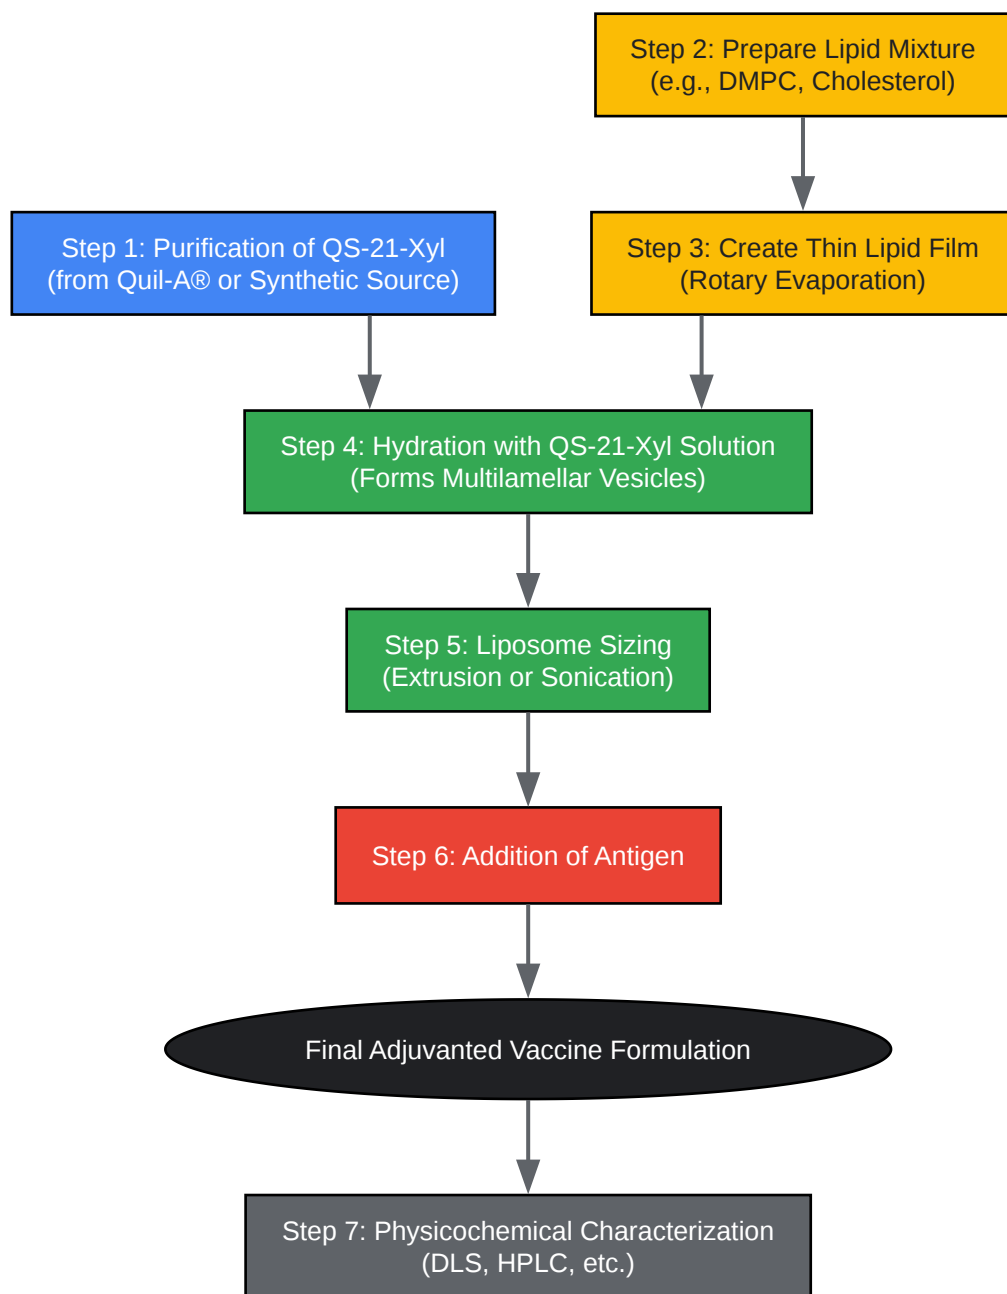 Step 2: Prepare Lipid Mixture
(e.g., DMPC, Cholesterol)
Step 1: Purification of QS-21-Xyl
(from Quil-A® or Synthetic Source)
Step 3: Create Thin Lipid Film
(Rotary Evaporation)
Step 4: Hydration with QS-21-Xyl Solution
(Forms Multilamellar Vesicles)
Step 5: Liposome Sizing
(Extrusion or Sonication)
Step 6: Addition of Antigen
Final Adjuvanted Vaccine Formulation
Step 7: Physicochemical Characterization
(DLS, HPLC, etc.)